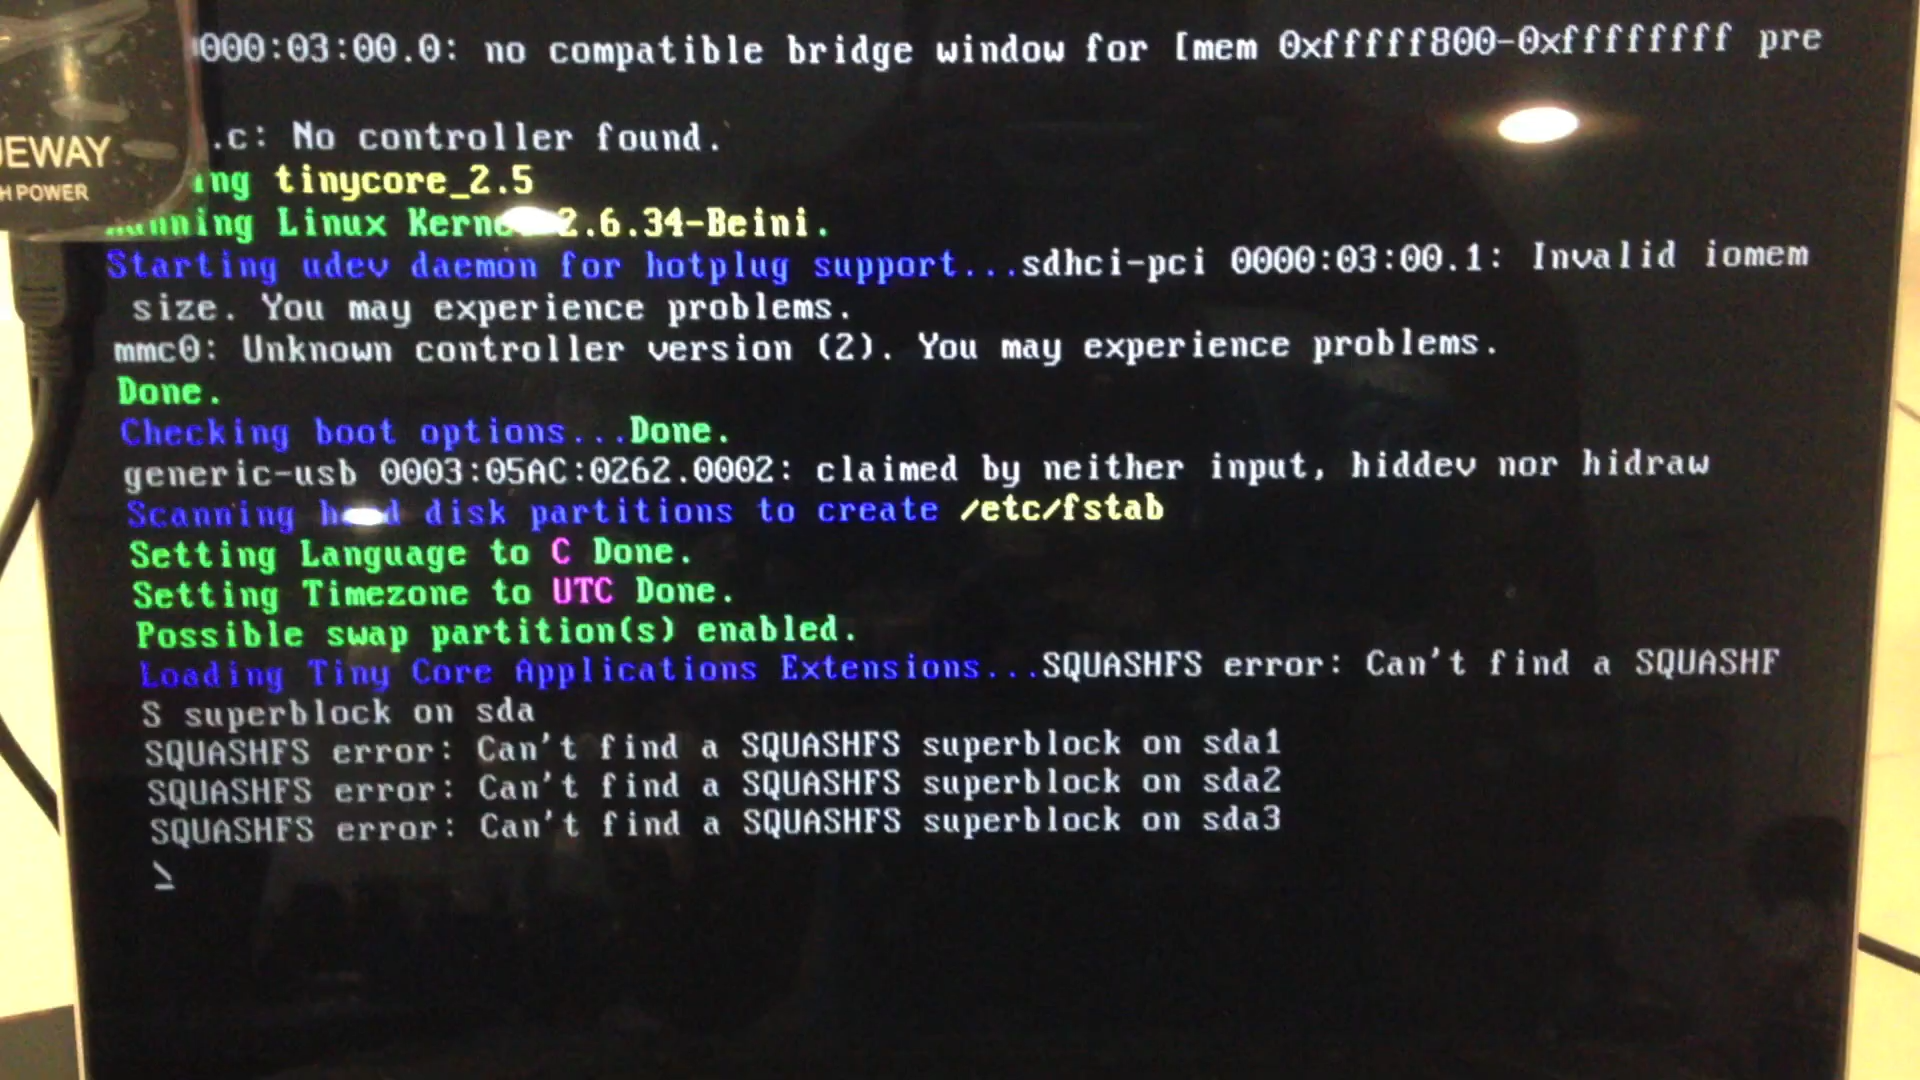 000:03:00.0: no compatible bridge window for [mem 0xfffff800-0xffffffff pre
.c: No controller found.
EWAY
H POWER
ing tinycore_2.5
Running Linux Kernel 2.6.34-Beini.
Starting udev daemon for hotplug support...sdhci-pci 0000:03:00.1: Invalid iomem
size. You may experience problems.
mmc0: Unknown controller version (2). You may experience problems.
Done.
Checking boot options...Done.
generic-usb 0003:05AC:0262.0002: claimed by neither input, hiddev nor hidraw
Scanning hard disk partitions to create /etc/fstab
Setting Language to C Done.
Setting Timezone to UTC Done.
Possible swap partition(s) enabled.
Loading Tiny Core Applications Extensions...SQUASHFS error: Can't find a SQUASHF
S superblock on sda
SQUASHFS error: Can't find a SQUASHFS superblock on sda1
SQUASHFS error: Can't find a SQUASHFS superblock on sda2
SQUASHFS error: Can't find a SQUASHFS superblock on sda3